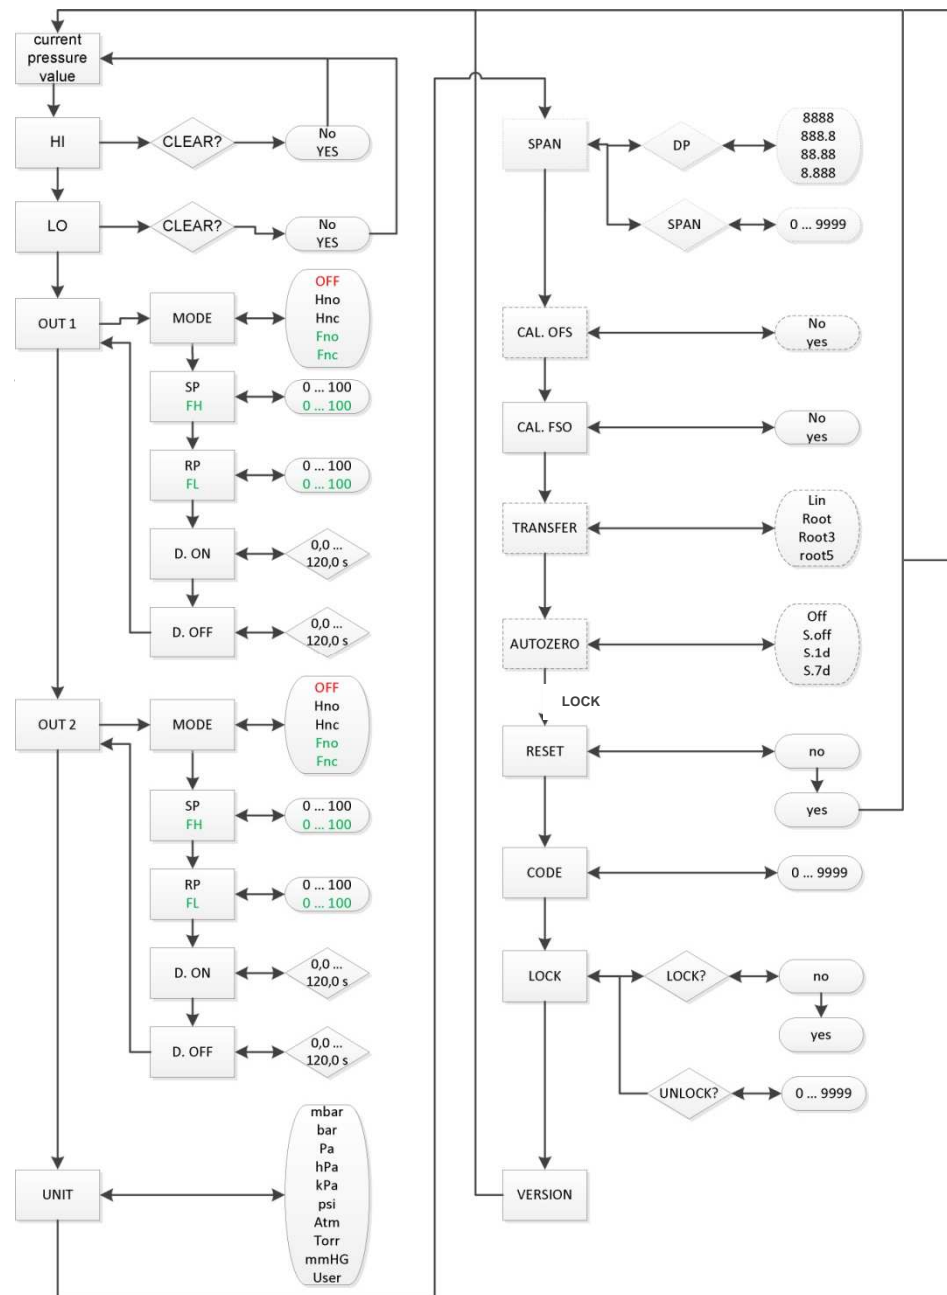 current
pressure
value
HI
CLEAR?
No
YES
LO
CLEAR?
No
YES
OUT 1
MODE
OFF
Hno
Hnc
Fno
Fnc
SP
FH
0 ... 100
0 ... 100
RP
FL
0 ... 100
0 ... 100
D. ON
0,0 ...
120,0 s
D. OFF
0,0 ...
120,0 s
OUT 2
MODE
OFF
Hno
Hnc
Fno
Fnc
SP
FH
0 ... 100
0 ... 100
RP
FL
0 ... 100
0 ... 100
D. ON
0,0 ...
120,0 s
D. OFF
0,0 ...
120,0 s
UNIT
mbar
bar
Pa
hPa
kPa
psi
Atm
Torr
mmHG
User
SPAN
DP
8888
888.8
88.88
8.888
SPAN
0 ... 9999
CAL. OFS
No
yes
CAL. FSO
No
yes
TRANSFER
Lin
Root
Root3
root5
AUTOZERO
Off
S.off
S.1d
S.7d
LOCK
RESET
no
yes
CODE
0 ... 9999
LOCK
LOCK?
no
yes
UNLOCK?
0 ... 9999
VERSION